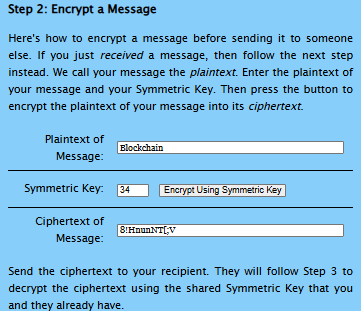 Step 2: Encrypt a Message
Here's how to encrypt a message before sending it to someone
else. If you just received a message, then follow the next step
instead. We call your message the plaintext. Enter the plaintext of
your message and your Symmetric Key. Then press the button to
encrypt the plaintext of your message into its ciphertext.
Plaintext of
Message:
Blockchain
Symmetric Key: 34 Encrypt Using Symmetric Key
Ciphertext of
Message:
8!HnunNT[;V
Send the ciphertext to your recipient. They will follow Step 3 to
decrypt the ciphertext using the shared Symmetric Key that you
and they already have.